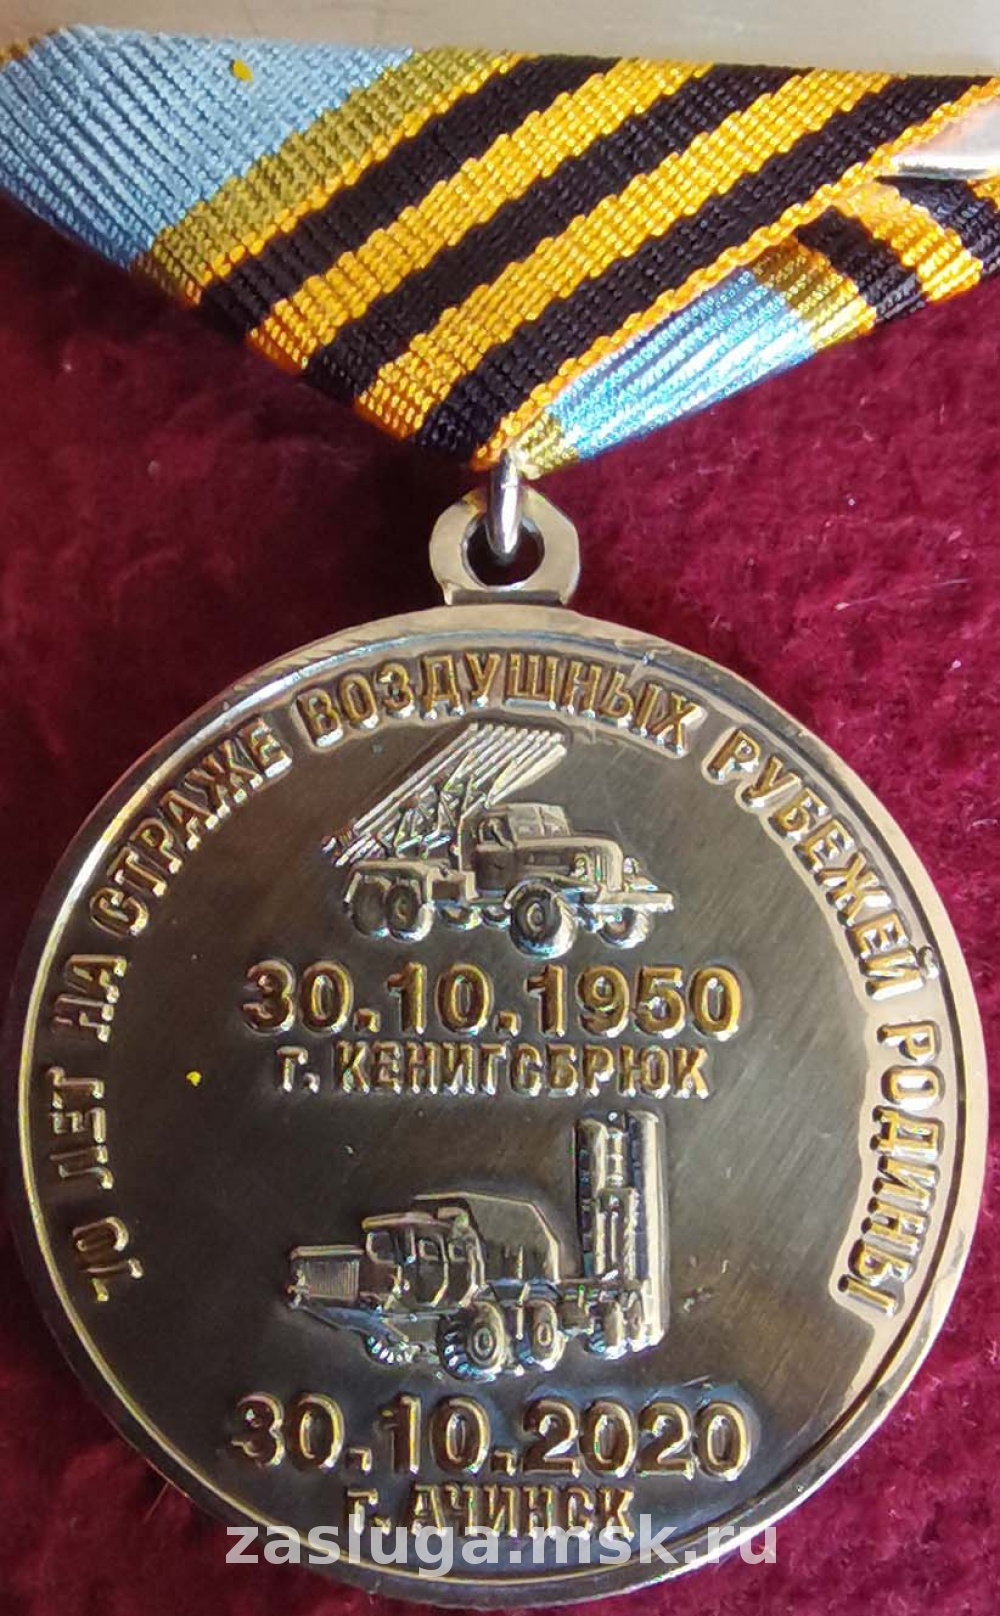 70 ЛЕТ НА СТРАЖЕ ВОЗДУШНЫХ РУБЕЖЕЙ РОДИНЫ
30.10.1950
Г. КЕНИГСБРЮК
30.10.2020
Г. АЧИНСК
zasluga.msk.ru